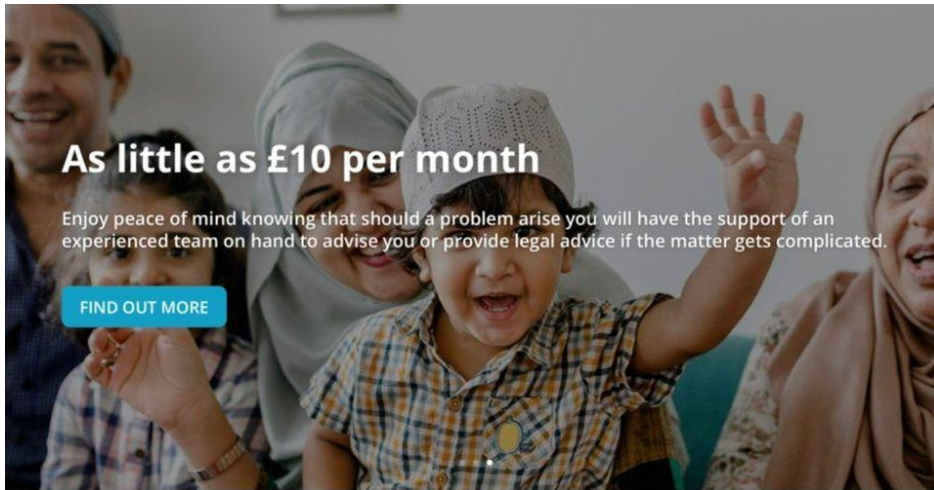 As little as £10 per month
Enjoy peace of mind knowing that should a problem arise you will have the support of an
experienced team on hand to advise you or provide legal advice if the matter gets complicated.
FIND OUT MORE